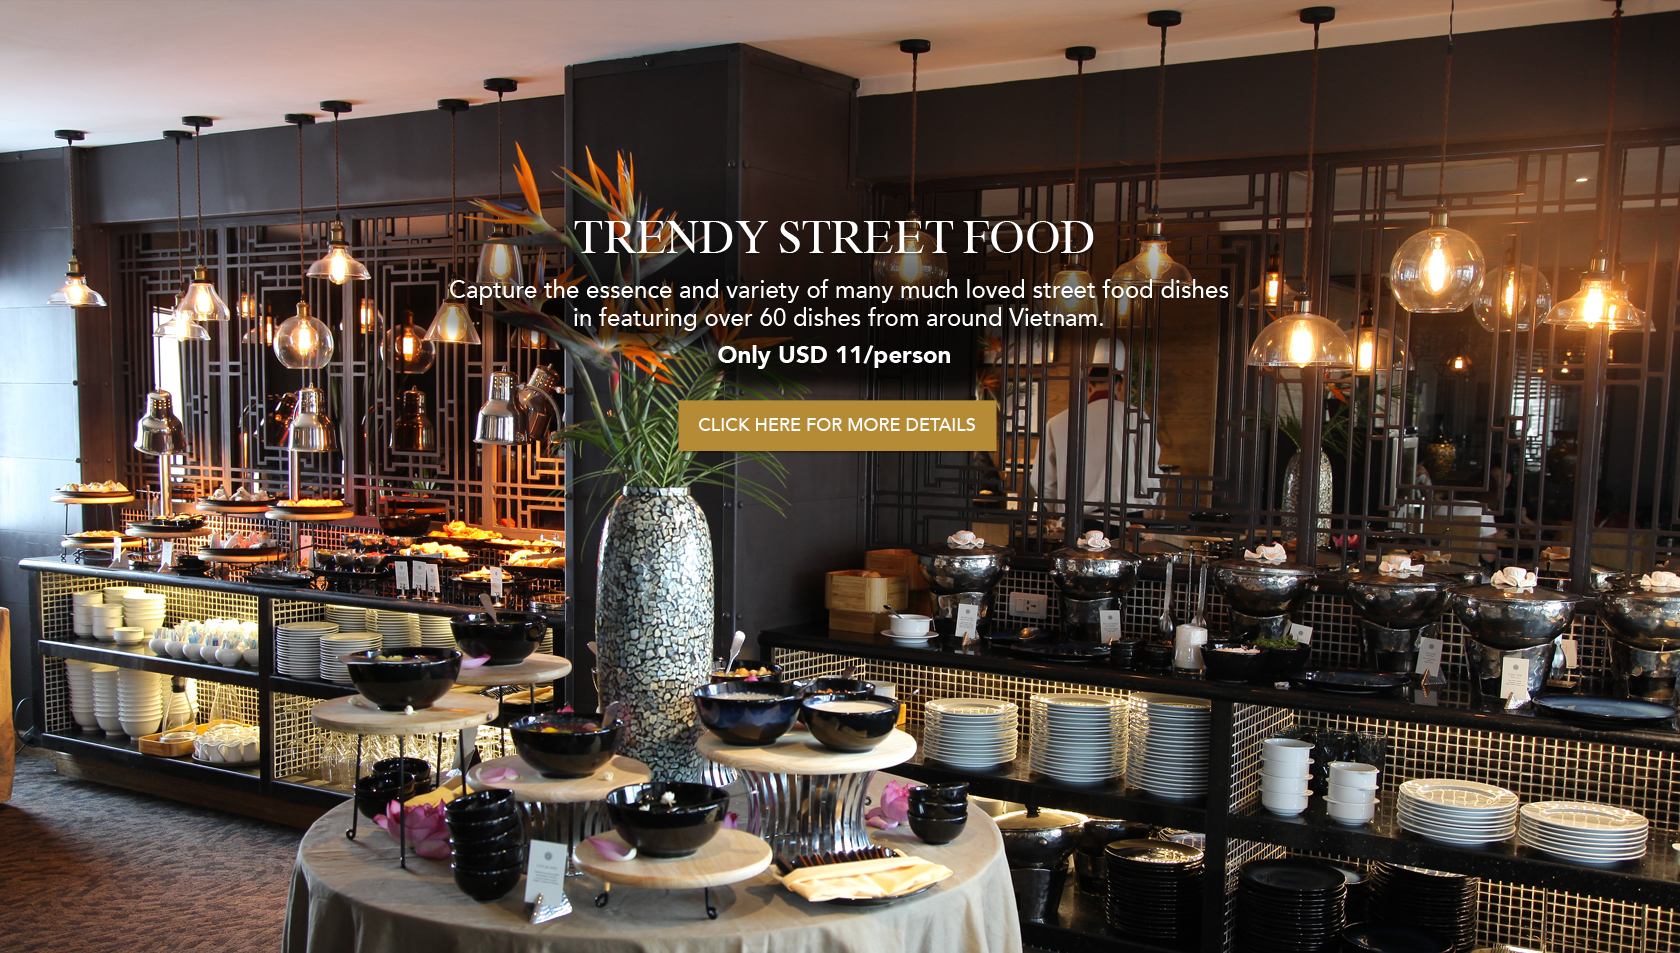 TRENDY STREET FOOD
Capture the essence and variety of many much loved street food dishes
in featuring over 60 dishes from around Vietnam.
Only USD 11/person
CLICK HERE FOR MORE DETAILS